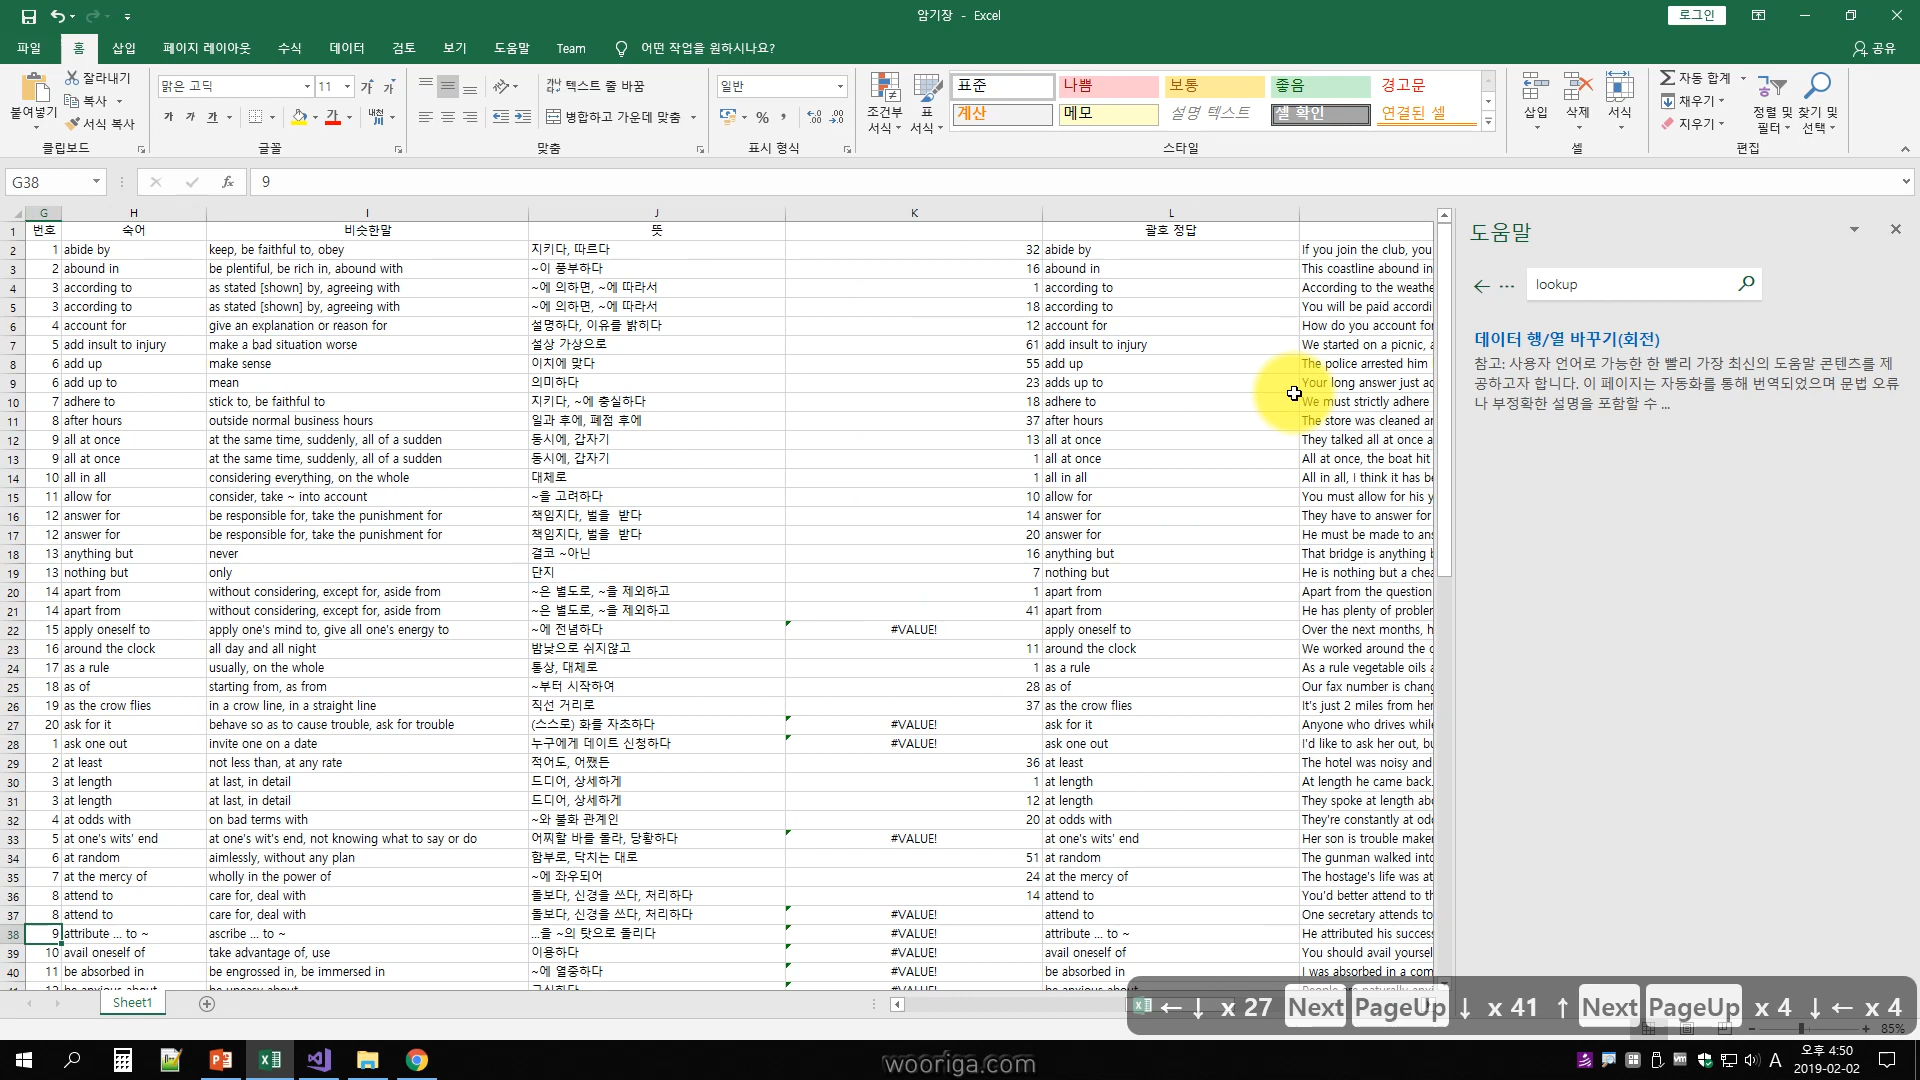 암기장 - Excel
로그인
파일 홈 삽입 페이지 레이아웃 수식 데이터 검토 보기 도움말 Team 어떤 작업을 원하시나요? 공유
붙여넣기 잘라내기 복사 서식 복사 클립보드
맑은 고딕 11 가 가 가 가 가 가 내천 글꼴
텍스트 줄 바꿈 병합하고 가운데 맞춤 맞춤
일반 % 표시 형식
조건부 서식 표 서식 표준 나쁨 보통 좋음 경고문
계산 메모 설명 텍스트 셀 확인 연결된 셀 스타일
삽입 삭제 서식 셀
자동 합계 채우기 지우기 정렬 및 필터 찾기 및 선택 편집
G38 fx 9
G H I J K L
1 번호 숙어 비슷한말 뜻 괄호 정답
2 1 abide by keep, be faithful to, obey 지키다, 따르다 32 abide by If you join the club, you
3 2 abound in be plentiful, be rich in, abound with ~이 풍부하다 16 abound in This coastline abound in
4 3 according to as stated [shown] by, agreeing with ~에 의하면, ~에 따라서 1 according to According to the weathe
5 3 according to as stated [shown] by, agreeing with ~에 의하면, ~에 따라서 18 according to You will be paid accordi
6 4 account for give an explanation or reason for 설명하다, 이유를 밝히다 12 account for How do you account for
7 5 add insult to injury make a bad situation worse 설상 가상으로 61 add insult to injury We started on a picnic, a
8 6 add up make sense 이치에 맞다 55 add up The police arrested him
9 6 add up to mean 의미하다 23 adds up to Your long answer just ad
10 7 adhere to stick to, be faithful to 지키다, ~에 충실하다 18 adhere to We must strictly adhere
11 8 after hours outside normal business hours 일과 후에, 폐점 후에 37 after hours The store was cleaned ar
12 9 all at once at the same time, suddenly, all of a sudden 동시에, 갑자기 13 all at once They talked all at once a
13 9 all at once at the same time, suddenly, all of a sudden 동시에, 갑자기 1 all at once All at once, the boat hit
14 10 all in all considering everything, on the whole 대체로 1 all in all All in all, I think it has be
15 11 allow for consider, take ~ into account ~을 고려하다 10 allow for You must allow for his y
16 12 answer for be responsible for, take the punishment for 책임지다, 벌을 받다 14 answer for They have to answer for
17 12 answer for be responsible for, take the punishment for 책임지다, 벌을 받다 20 answer for He must be made to ans
18 13 anything but never 결코 ~아닌 16 anything but That bridge is anything b
19 13 nothing but only 단지 7 nothing but He is nothing but a chea
20 14 apart from without considering, except for, aside from ~은 별도로, ~을 제외하고 1 apart from Apart from the question
21 14 apart from without considering, except for, aside from ~은 별도로, ~을 제외하고 41 apart from He has plenty of probler
22 15 apply oneself to apply one's mind to, give all one's energy to ~에 전념하다 #VALUE! apply oneself to Over the next months, h
23 16 around the clock all day and all night 밤낮으로 쉬지않고 11 around the clock We worked around the c
24 17 as a rule usually, on the whole 통상, 대체로 1 as a rule As a rule vegetable oils a
25 18 as of starting from, as from ~부터 시작하여 28 as of Our fax number is chang
26 19 as the crow flies in a crow line, in a straight line 직선 거리로 37 as the crow flies It's just 2 miles from her
27 20 ask for it behave so as to cause trouble, ask for trouble (스스로) 화를 자초하다 #VALUE! ask for it Anyone who drives while
28 1 ask one out invite one on a date 누구에게 데이트 신청하다 #VALUE! ask one out I'd like to ask her out, bu
29 2 at least not less than, at any rate 적어도, 어쨌든 36 at least The hotel was noisy and
30 3 at length at last, in detail 드디어, 상세하게 1 at length At length he came back.
31 3 at length at last, in detail 드디어, 상세하게 12 at length They spoke at length abo
32 4 at odds with on bad terms with ~와 불화 관계인 20 at odds with They're constantly at odd
33 5 at one's wits' end at one's wit's end, not knowing what to say or do 어찌할 바를 몰라, 당황하다 #VALUE! at one's wits' end Her son is trouble maker
34 6 at random aimlessly, without any plan 함부로, 닥치는 대로 51 at random The gunman walked into
35 7 at the mercy of wholly in the power of ~에 좌우되어 24 at the mercy of The hostage's life was at
36 8 attend to care for, deal with 돌보다, 신경을 쓰다, 처리하다 14 attend to You'd better attend to th
37 8 attend to care for, deal with 돌보다, 신경을 쓰다, 처리하다 #VALUE! attend to One secretary attends to
38 9 attribute ... to ~ ascribe ... to ~ ...을 ~의 탓으로 돌리다 #VALUE! attribute ... to ~ He attributed his success
39 10 avail oneself of take advantage of, use 이용하다 #VALUE! avail oneself of You should avail yoursel
40 11 be absorbed in be engrossed in, be immersed in ~에 열중하다 #VALUE! be absorbed in I was absorbed in a com
도움말
lookup
데이터 행/열 바꾸기(회전)
참고: 사용자 언어로 가능한 한 빨리 가장 최신의 도움말 콘텐츠를 제
공하고자 합니다. 이 페이지는 자동화를 통해 번역되었으며 문법 오류
나 부정확한 설명을 포함할 수 ...
Sheet1
← ↓ x 27 Next PageUp ↓ x 41 ↑ Next PageUp x 4 ↓ ← x 4
85%
wooriga.com
A 오후 4:50
2019-02-02